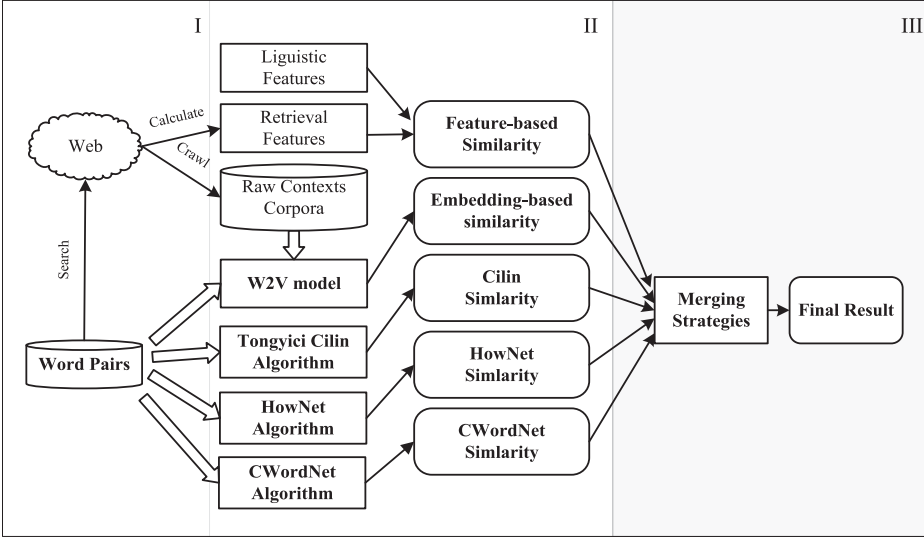 I
II
III
Liguistic
Features
Retrieval
Features
Calculate
Crawl
Web
Raw Contexts
Corpora
Search
W2V model
Tongyici Cilin
Algorithm
Word Pairs
HowNet
Algorithm
CWordNet
Algorithm
Feature-based
Similarity
Embedding-based
similarity
Cilin
Simlarity
HowNet
Similarity
CWordNet
Simlarity
Merging
Strategies
Final Result